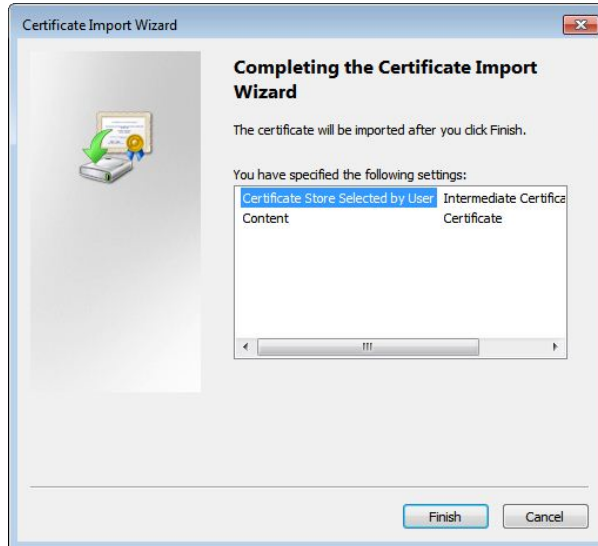 Certificate Import Wizard
Completing the Certificate Import
Wizard
The certificate will be imported after you click Finish.
You have specified the following settings:
Certificate Store Selected by User Intermediate Certifica
Content Certificate
Finish Cancel